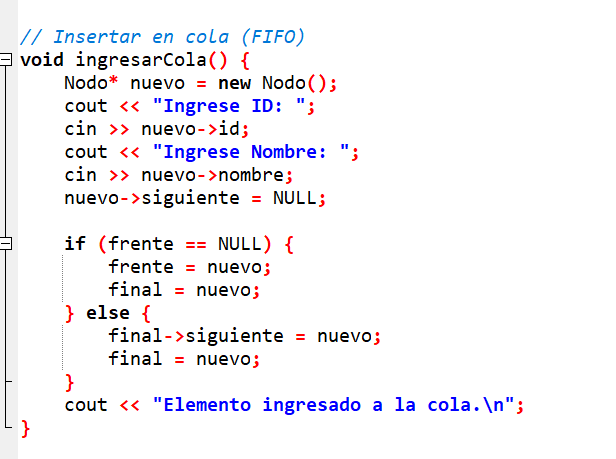 // Insertar en cola (FIFO)
void ingresarCola() {
    Nodo* nuevo = new Nodo();
    cout << "Ingrese ID: ";
    cin >> nuevo->id;
    cout << "Ingrese Nombre: ";
    cin >> nuevo->nombre;
    nuevo->siguiente = NULL;

    if (frente == NULL) {
        frente = nuevo;
        final = nuevo;
    } else {
        final->siguiente = nuevo;
        final = nuevo;
    }
    cout << "Elemento ingresado a la cola.\n";
}